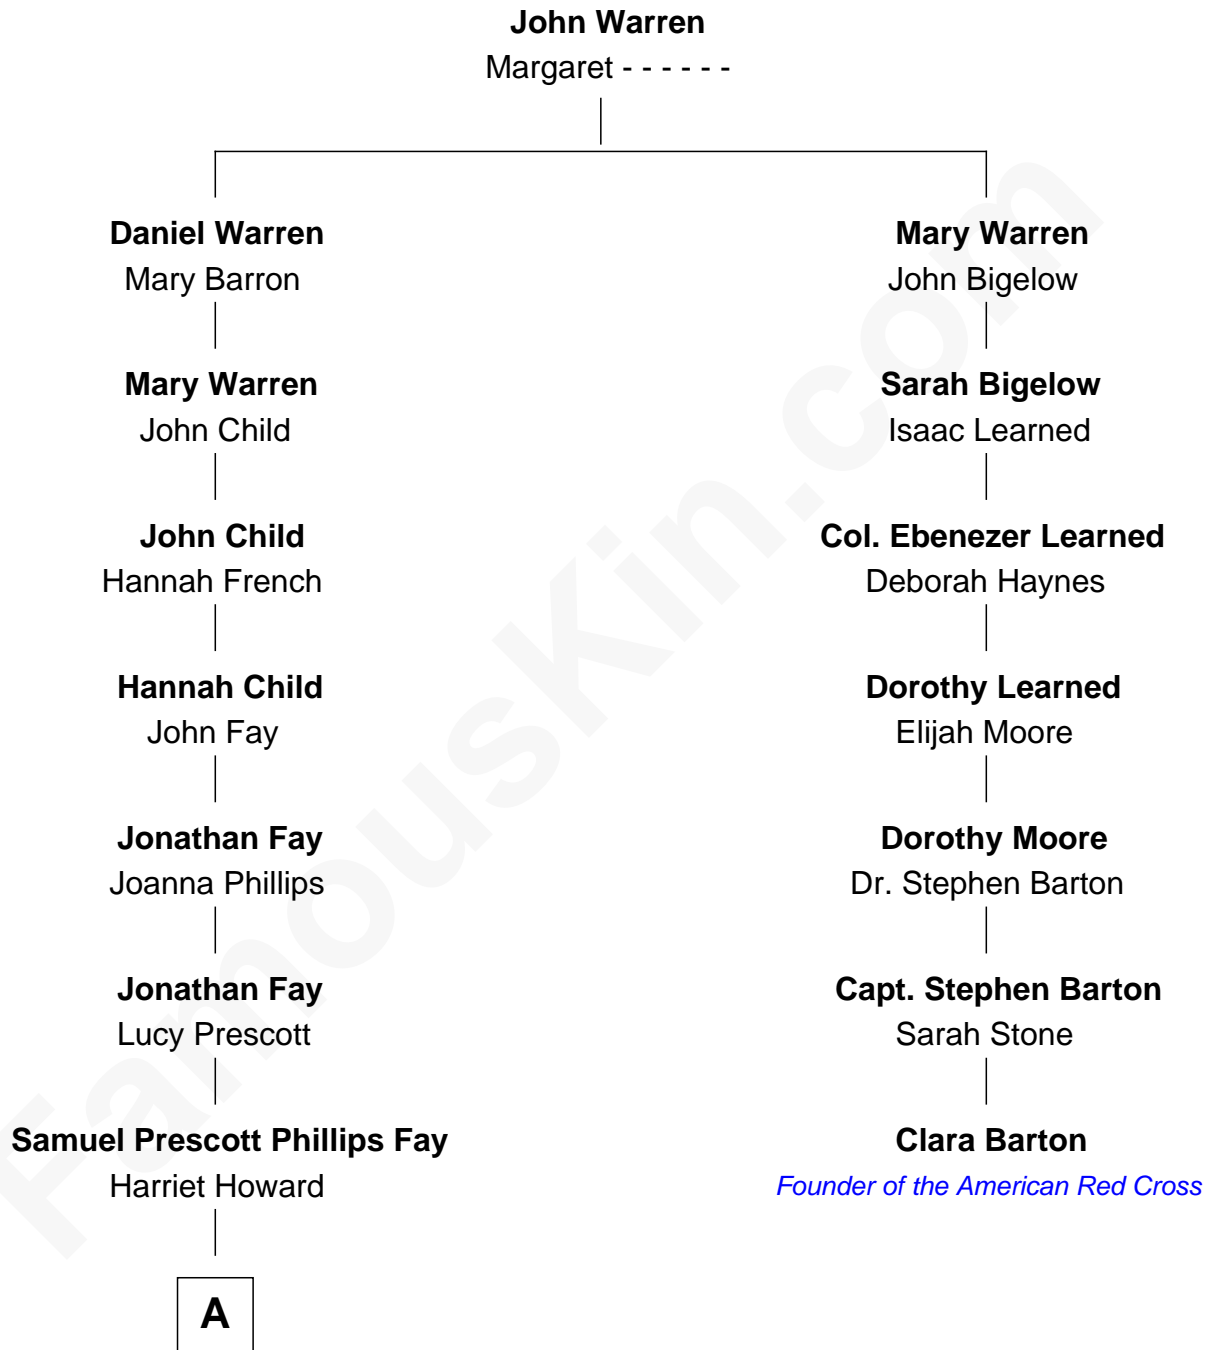 John Warren
Margaret - - - - - -
Daniel Warren
Mary Barron
Mary Warren
John Child
John Child
Hannah French
Hannah Child
John Fay
Jonathan Fay
Joanna Phillips
Jonathan Fay
Lucy Prescott
Samuel Prescott Phillips Fay
Harriet Howard
A
Mary Warren
John Bigelow
Sarah Bigelow
Isaac Learned
Col. Ebenezer Learned
Deborah Haynes
Dorothy Learned
Elijah Moore
Dorothy Moore
Dr. Stephen Barton
Capt. Stephen Barton
Sarah Stone
Clara Barton
Founder of the American Red Cross
FamousKin.com